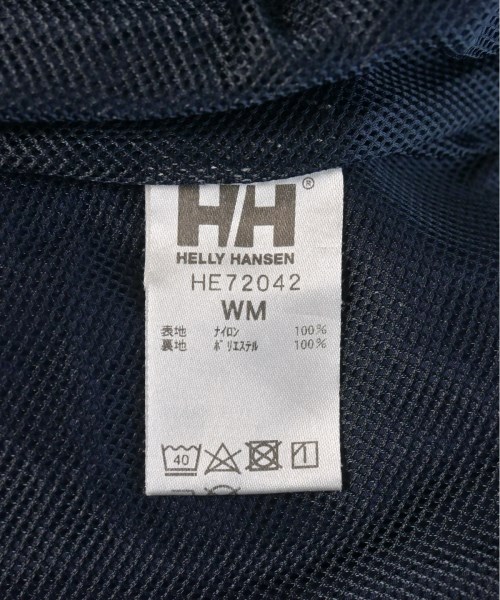 HH®
HELLY HANSEN
HE72042
WM
表地 ナイロン 100%
裏地 ポリエステル 100%
40